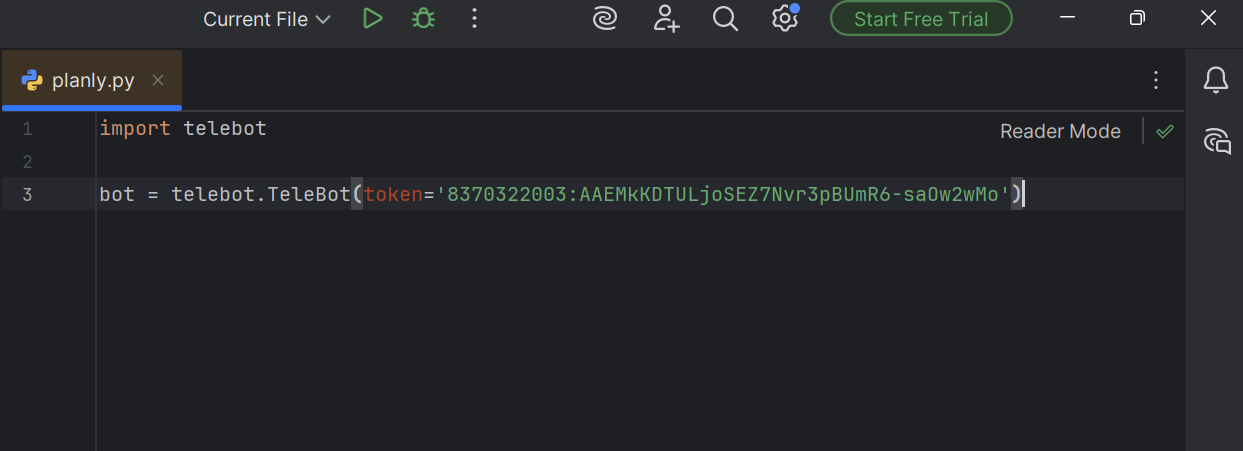 Current File
Start Free Trial
planly.py
Reader Mode
1 import telebot
2
3 bot = telebot.TeleBot(token='8370322003:AAEMkKDTULjoSEZ7Nvr3pBUmR6-saOw2wMo')